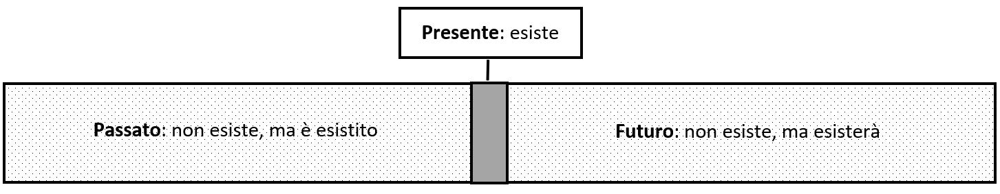 Presente: esiste
Passato: non esiste, ma è esistito
Futuro: non esiste, ma esisterà